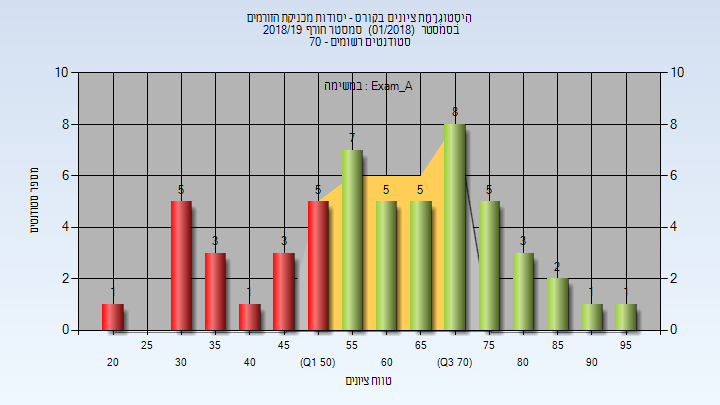 היסטוגרמת ציונים בקורס - יסודות מכניקת הזורמים
בסמסטר (01/2018) סמסטר חורף 2018/19
סטודנטים רשומים - 70
במשימה : Exam_A
מספר סטודנטים
10 10
8 8
6 6
4 4
2 2
0 0
1 5 3 1 3 5 7 5 5 8 5 3 2 1 1
25 35 45 55 65 75 85 95
20 30 40 (Q1 50) 60 (Q3 70) 80 90
טווח ציונים